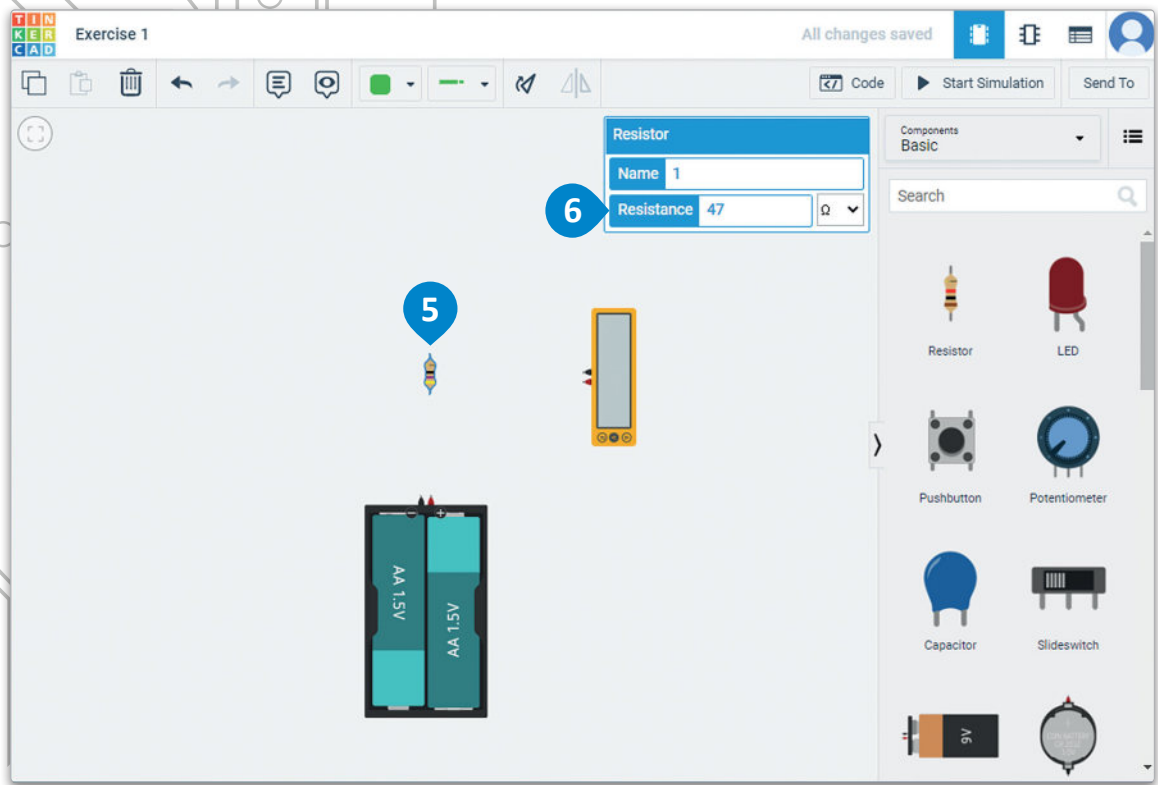 TIN
KER
CAD
Exercise 1
All changes saved
Code
Start Simulation
Send To
Resistor
Name 1
6
Resistance 47 Ω
Components
Basic
Search
5
Resistor
LED
Pushbutton
Potentiometer
AA 1.5V
AA 1.5V
Capacitor
Slideswitch
9V